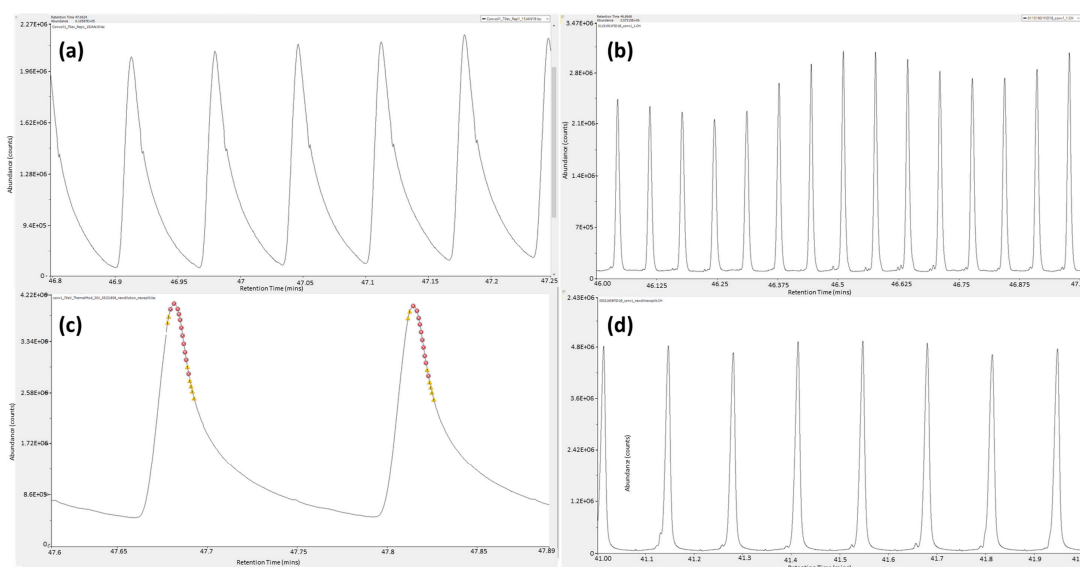 (a)
2.27E+06
1.96E+06
1.62E+06
1.28E+06
9.4E+05
0
Abundance (counts)
46.8
46.9
46.95
47
47.05
47.1
47.15
47.2
47.25
Retention Time (mins)
(b)
3.47E+06
2.8E+06
2.1E+06
1.4E+06
7E+05
0
Abundance (counts)
46.00
46.125
46.25
46.375
46.5
46.625
46.75
46.875
Retention Time (mins)
(c)
4.22E+06
3.34E+06
2.58E+06
1.72E+06
8.6E+05
0
Abundance (counts)
47.6
47.65
47.7
47.75
47.8
47.85
47.89
Retention Time (mins)
(d)
2.43E+06
4.8E+06
3.6E+06
2.42E+06
1.2E+06
0
Abundance (counts)
41.00
41.1
41.2
41.3
41.4
41.5
41.6
41.7
41.8
41.9
Retention Time (mins)